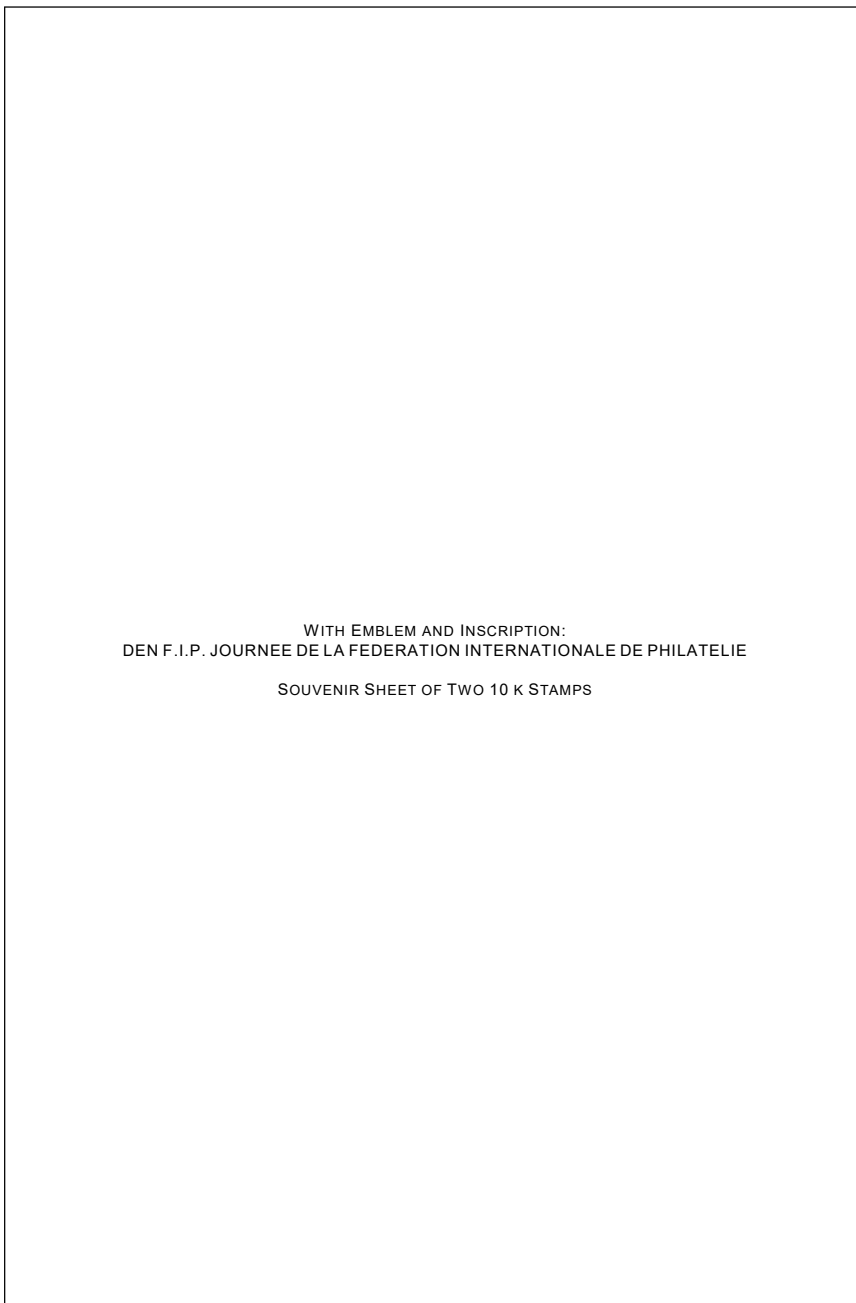 WITH EMBLEM AND INSCRIPTION:
DEN F.I.P. JOURNEE DE LA FEDERATION INTERNATIONALE DE PHILATELIE
SOUVENIR SHEET OF TWO 10 K STAMPS